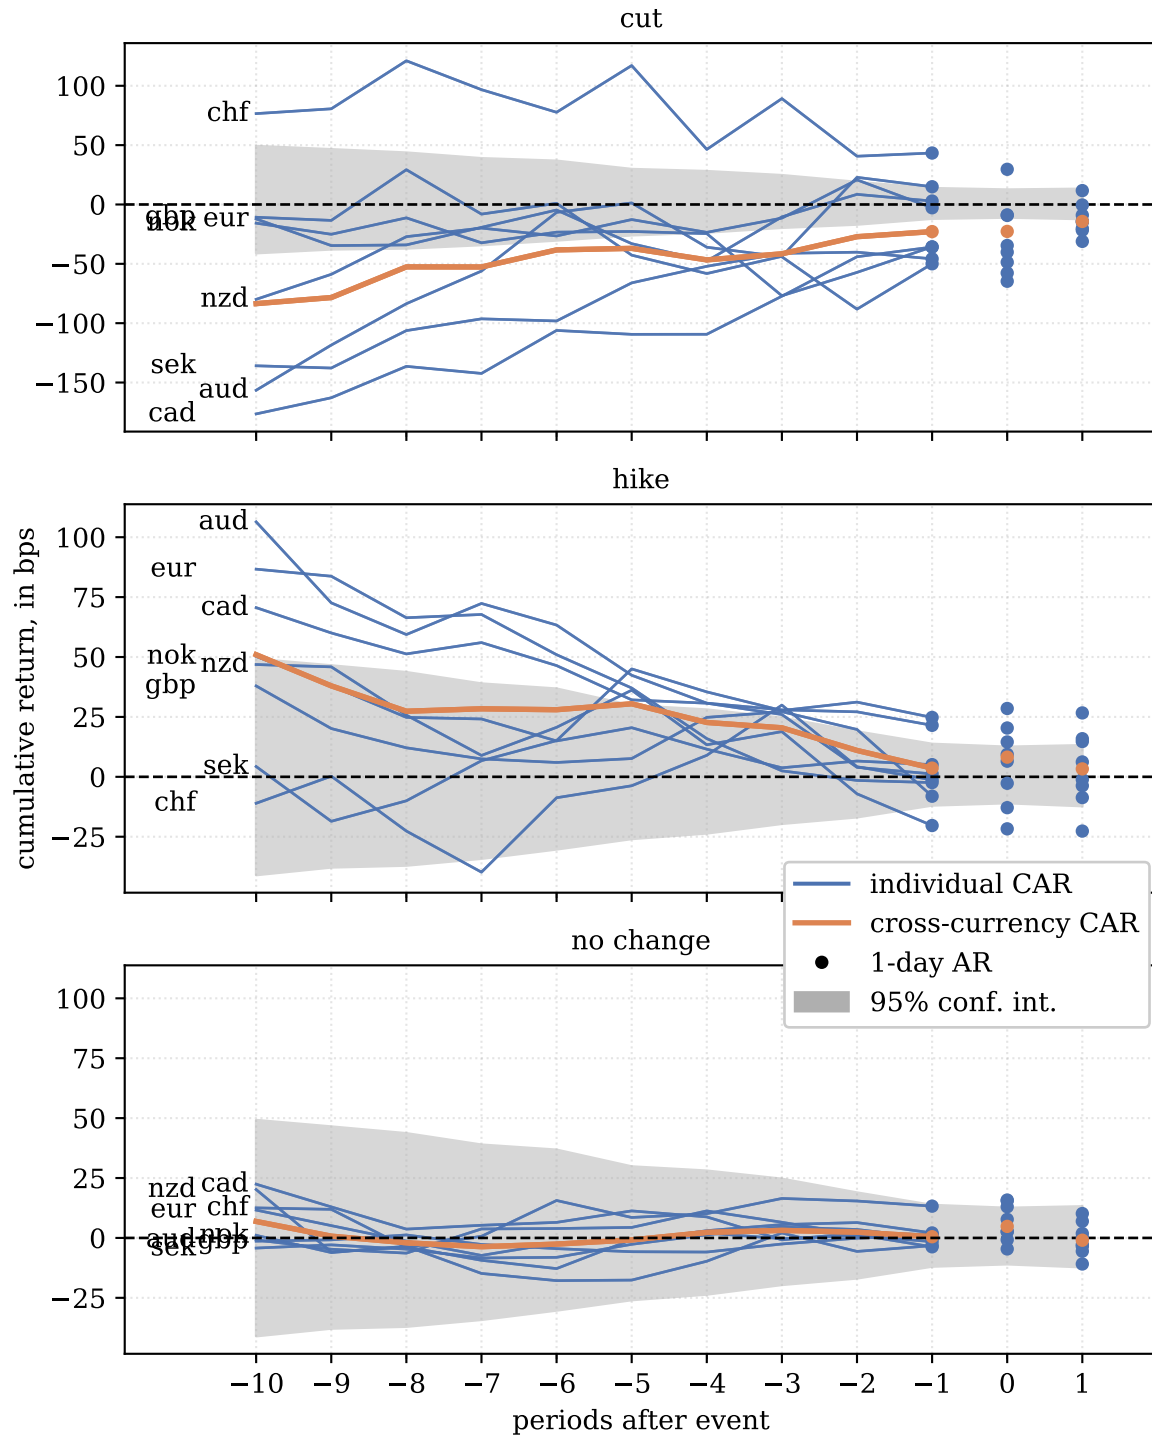 cut
100
50
0
−50
−100
−150
chf
gbp eur
nok
nzd
sek
aud
cad
hike
cumulative return, in bps
100
75
50
25
0
−25
aud
eur
cad
nok nzd
gbp
sek
chf
individual CAR
cross-currency CAR
1-day AR
95% conf. int.
no change
100
75
50
25
0
−25
nzd cad
eur chf
aud nok
sek gbp
−10 −9 −8 −7 −6 −5 −4 −3 −2 −1 0 1
periods after event